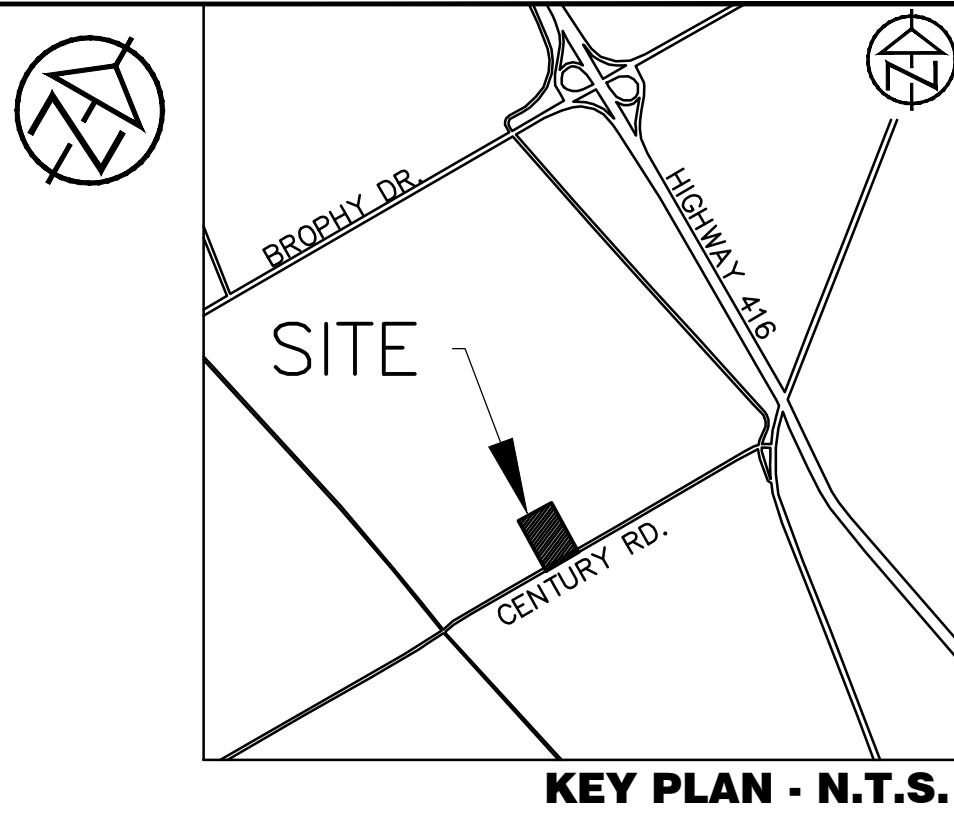 N
N
BROPHY DR.
HIGHWAY 416
SITE
CENTURY RD.
KEY PLAN - N.T.S.